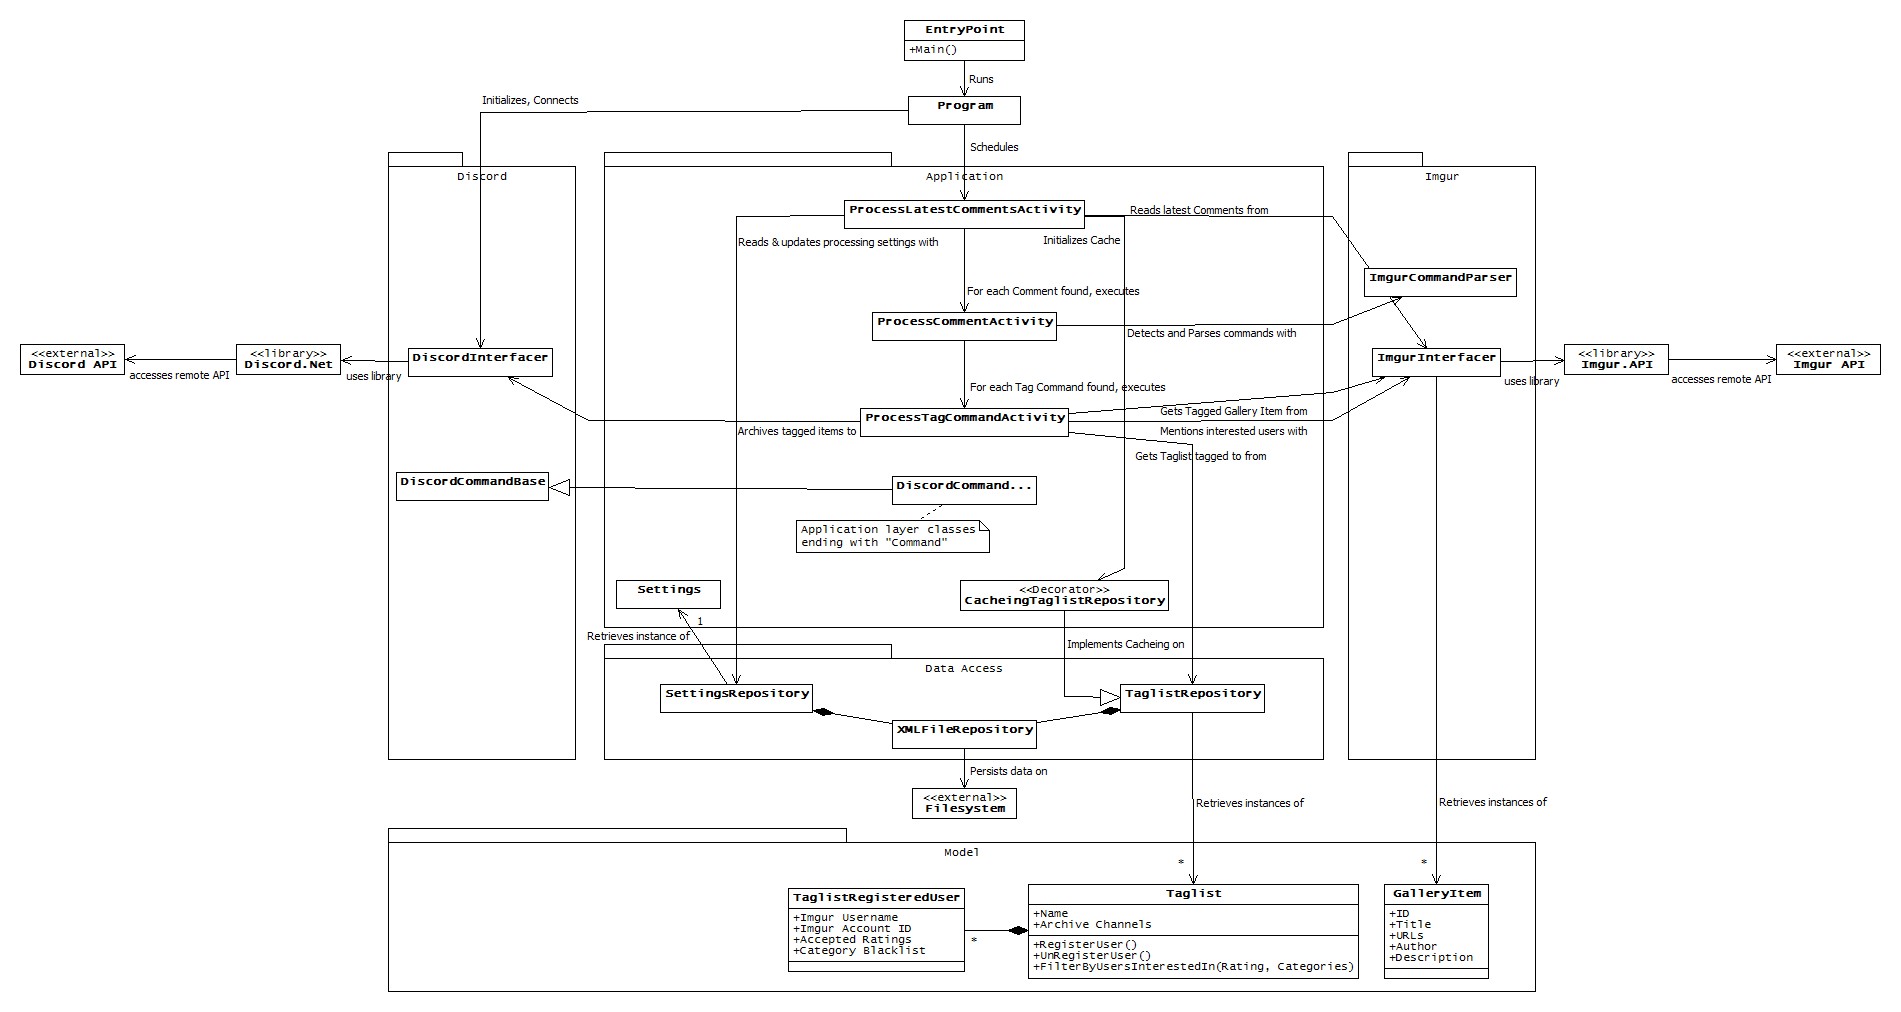 EntryPoint
+Main()
Runs
Initializes, Connects
Program
Schedules
Discord
Application
Imgur
ProcessLatestCommentsActivity
Reads latest Comments from
Reads & updates processing settings with
Initializes Cache
ImgurCommandParser
For each Comment found, executes
ProcessCommentActivity
Detects and Parses commands with
<<external>>
Discord API
accesses remote API
<<library>>
Discord.Net
uses library
DiscordInterfacer
ImgurInterfacer
uses library
<<library>>
Imgur.API
accesses remote API
<<external>>
Imgur API
For each Tag Command found, executes
ProcessTagCommandActivity
Gets Tagged Gallery Item from
Archives tagged items to
Mentions interested users with
Gets Taglist tagged to from
DiscordCommandBase
DiscordCommand...
Application layer classes
ending with "Command"
Settings
<<Decorator>>
CacheingTaglistRepository
1
Retrieves instance of
Implements Cacheing on
Data Access
SettingsRepository
TaglistRepository
XMLFileRepository
Persists data on
<<external>>
Filesystem
Retrieves instances of
Retrieves instances of
Model
*
*
TaglistRegisteredUser
+Imgur Username
+Imgur Account ID
+Accepted Ratings
+Category Blacklist
*
Taglist
+Name
+Archive Channels
+RegisterUser()
+UnRegisterUser()
+FilterByUsersInterestedIn(Rating, Categories)
GalleryItem
+ID
+Title
+URLs
+Author
+Description